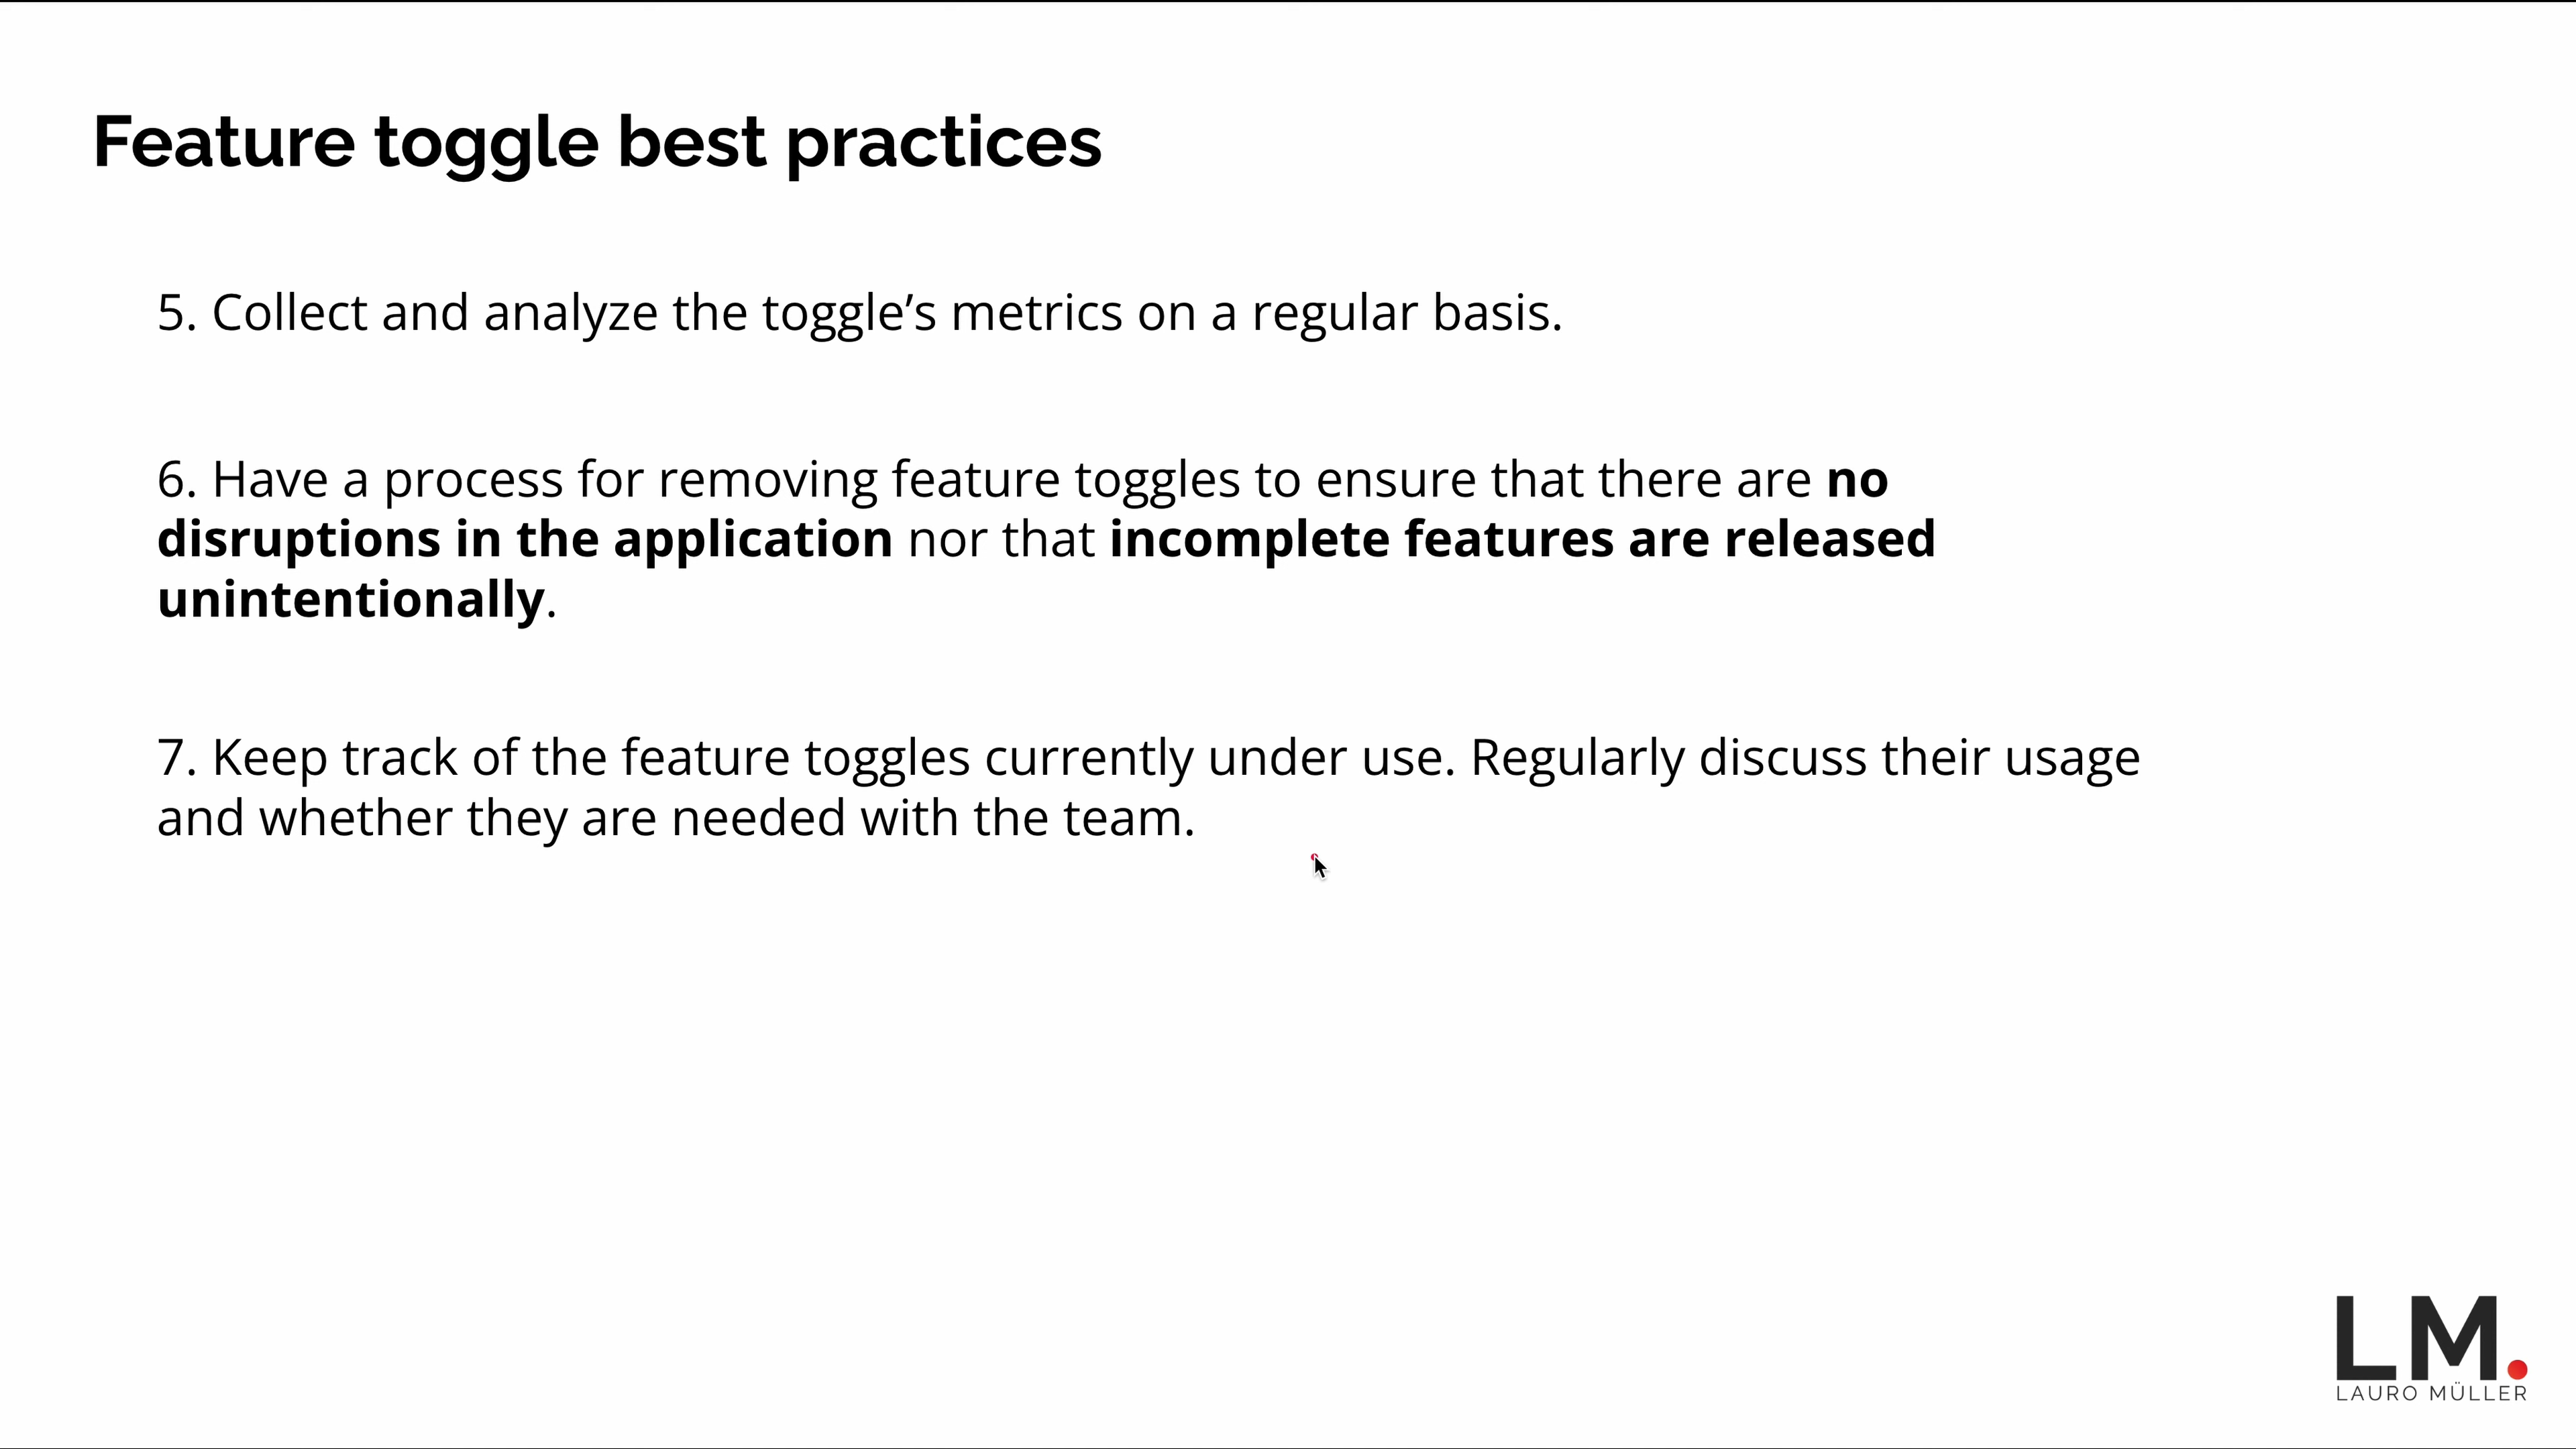 Feature toggle best practices
5. Collect and analyze the toggle’s metrics on a regular basis.
6. Have a process for removing feature toggles to ensure that there are no
disruptions in the application nor that incomplete features are released
unintentionally.
7. Keep track of the feature toggles currently under use. Regularly discuss their usage
and whether they are needed with the team.
LM.
LAURO MÜLLER